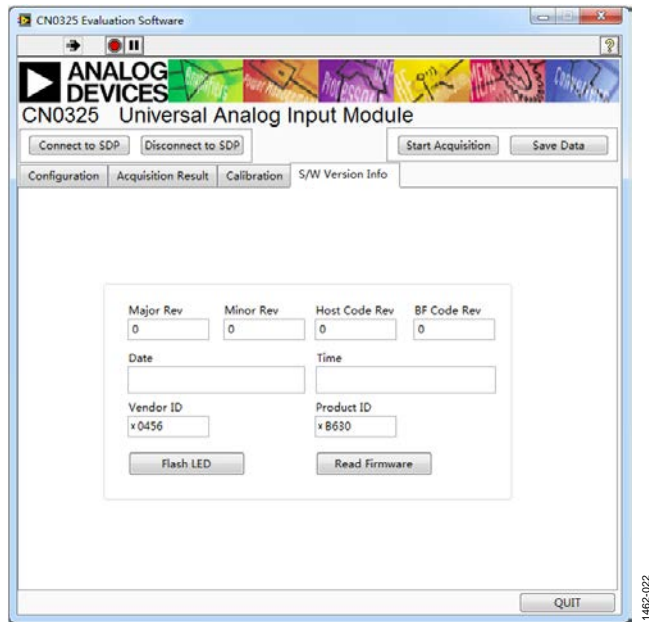 CN0325 Evaluation Software
ANALOG
DEVICES
CN0325 Universal Analog Input Module
Connect to SDP Disconnect to SDP Start Acquisition Save Data
Configuration Acquisition Result Calibration S/W Version Info
Major Rev Minor Rev Host Code Rev BF Code Rev
0 0 0 0
Date Time
Vendor ID Product ID
x 0456 x B630
Flash LED Read Firmware
QUIT
1462-022